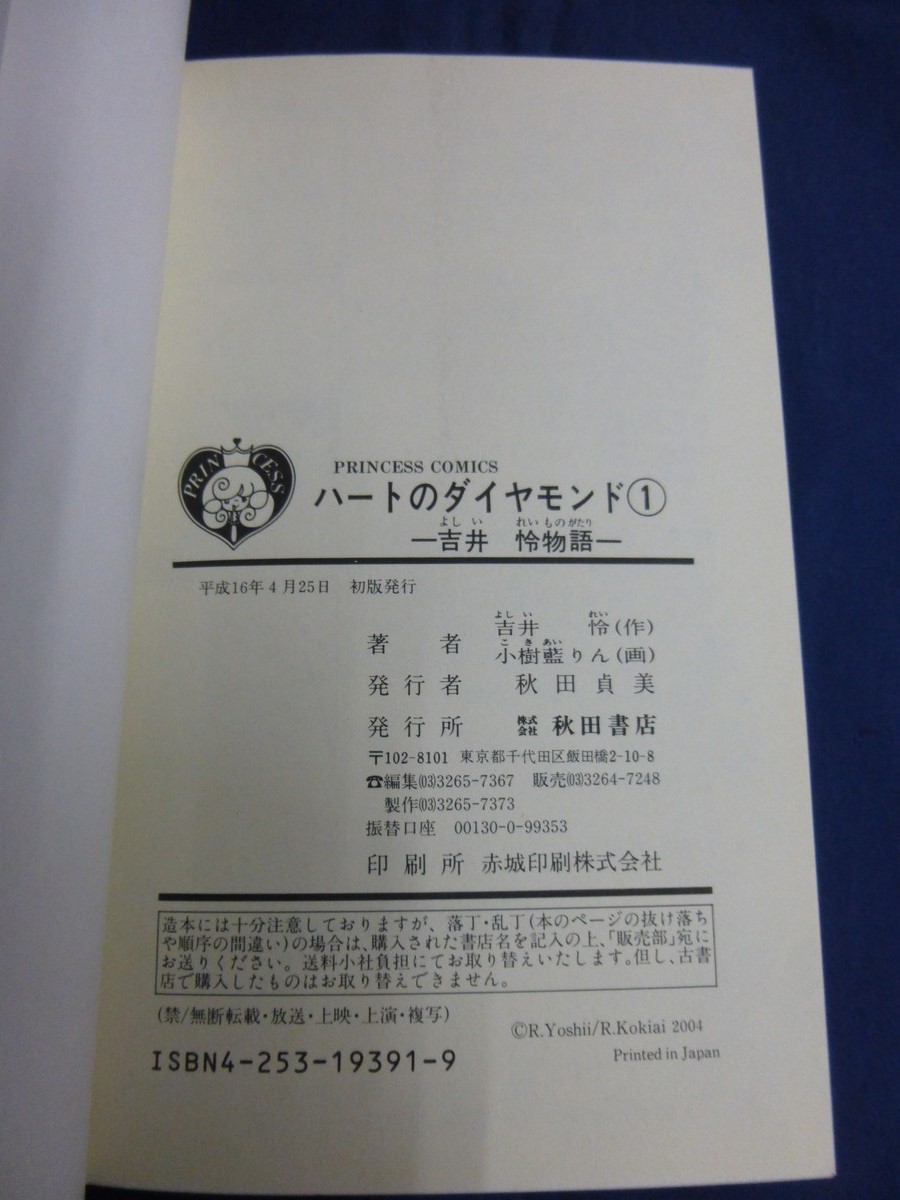 PRINCESS
PRINCESS COMICS
ハートのダイヤモンド①
よしい れいものがたり
―吉井 怜物語―
平成16年4月25日 初版発行
よしい れい
著者 吉井 怜(作)
こきあい
小樹藍りん(画)
発行者 秋田貞美
発行所 株式会社 秋田書店
〒102-8101 東京都千代田区飯田橋2-10-8
☎編集(03)3265-7367 販売(03)3264-7248
製作(03)3265-7373
振替口座 00130-0-99353
印刷所 赤城印刷株式会社
造本には十分注意しておりますが、落丁・乱丁(本のページの抜け落ち
や順序の間違い)の場合は、購入された書店名を記入の上、「販売部」宛に
お送りください。送料小社負担にてお取り替えいたします。但し、古書
店で購入したものはお取り替えできません。
(禁/無断転載・放送・上映・上演・複写)
©R.Yoshii/R.Kokiai 2004
ISBN4-253-19391-9
Printed in Japan